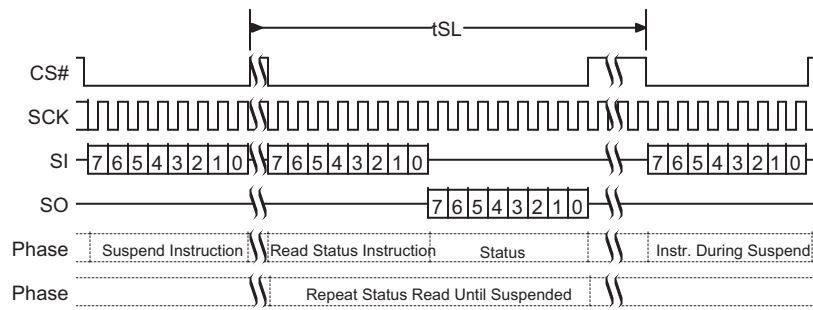 tSL
CS#
SCK
SI 7 6 5 4 3 2 1 0 7 6 5 4 3 2 1 0 7 6 5 4 3 2 1 0
SO 7 6 5 4 3 2 1 0
Phase Suspend Instruction Read Status Instruction Status Instr. During Suspend
Phase Repeat Status Read Until Suspended